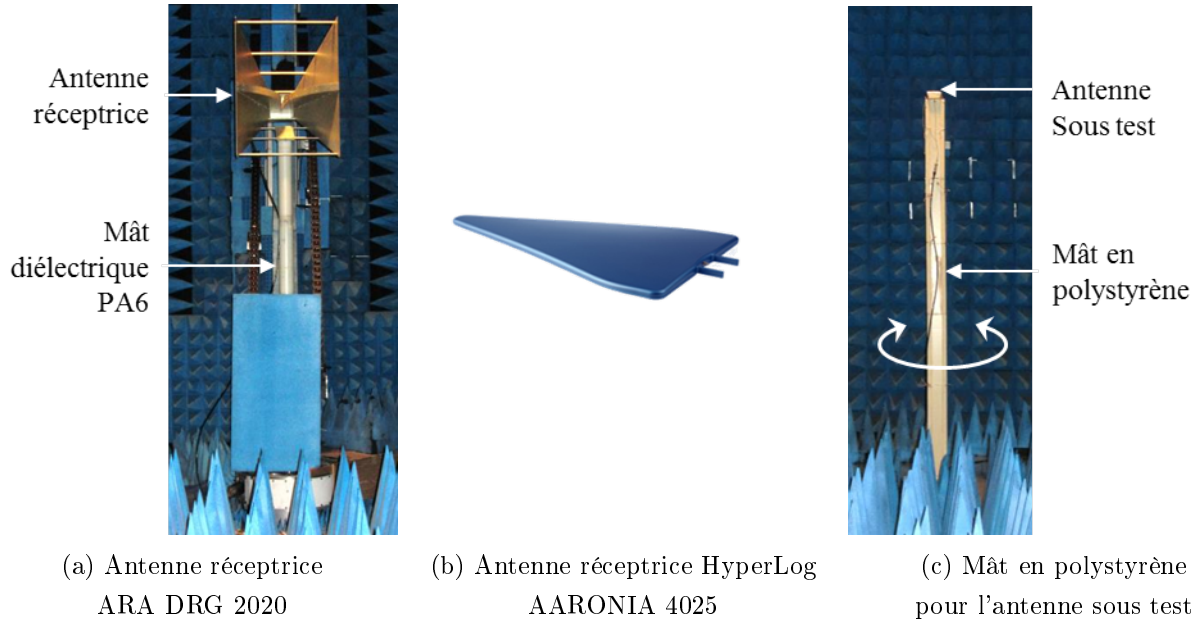 Antenne
réceptrice
Mât
diélectrique
PA6
Antenne
Sous test
Mât en
polystyrène
(a) Antenne réceptrice
ARA DRG 2020
(b) Antenne réceptrice HyperLog
AARONIA 4025
(c) Mât en polystyrène
pour l'antenne sous test